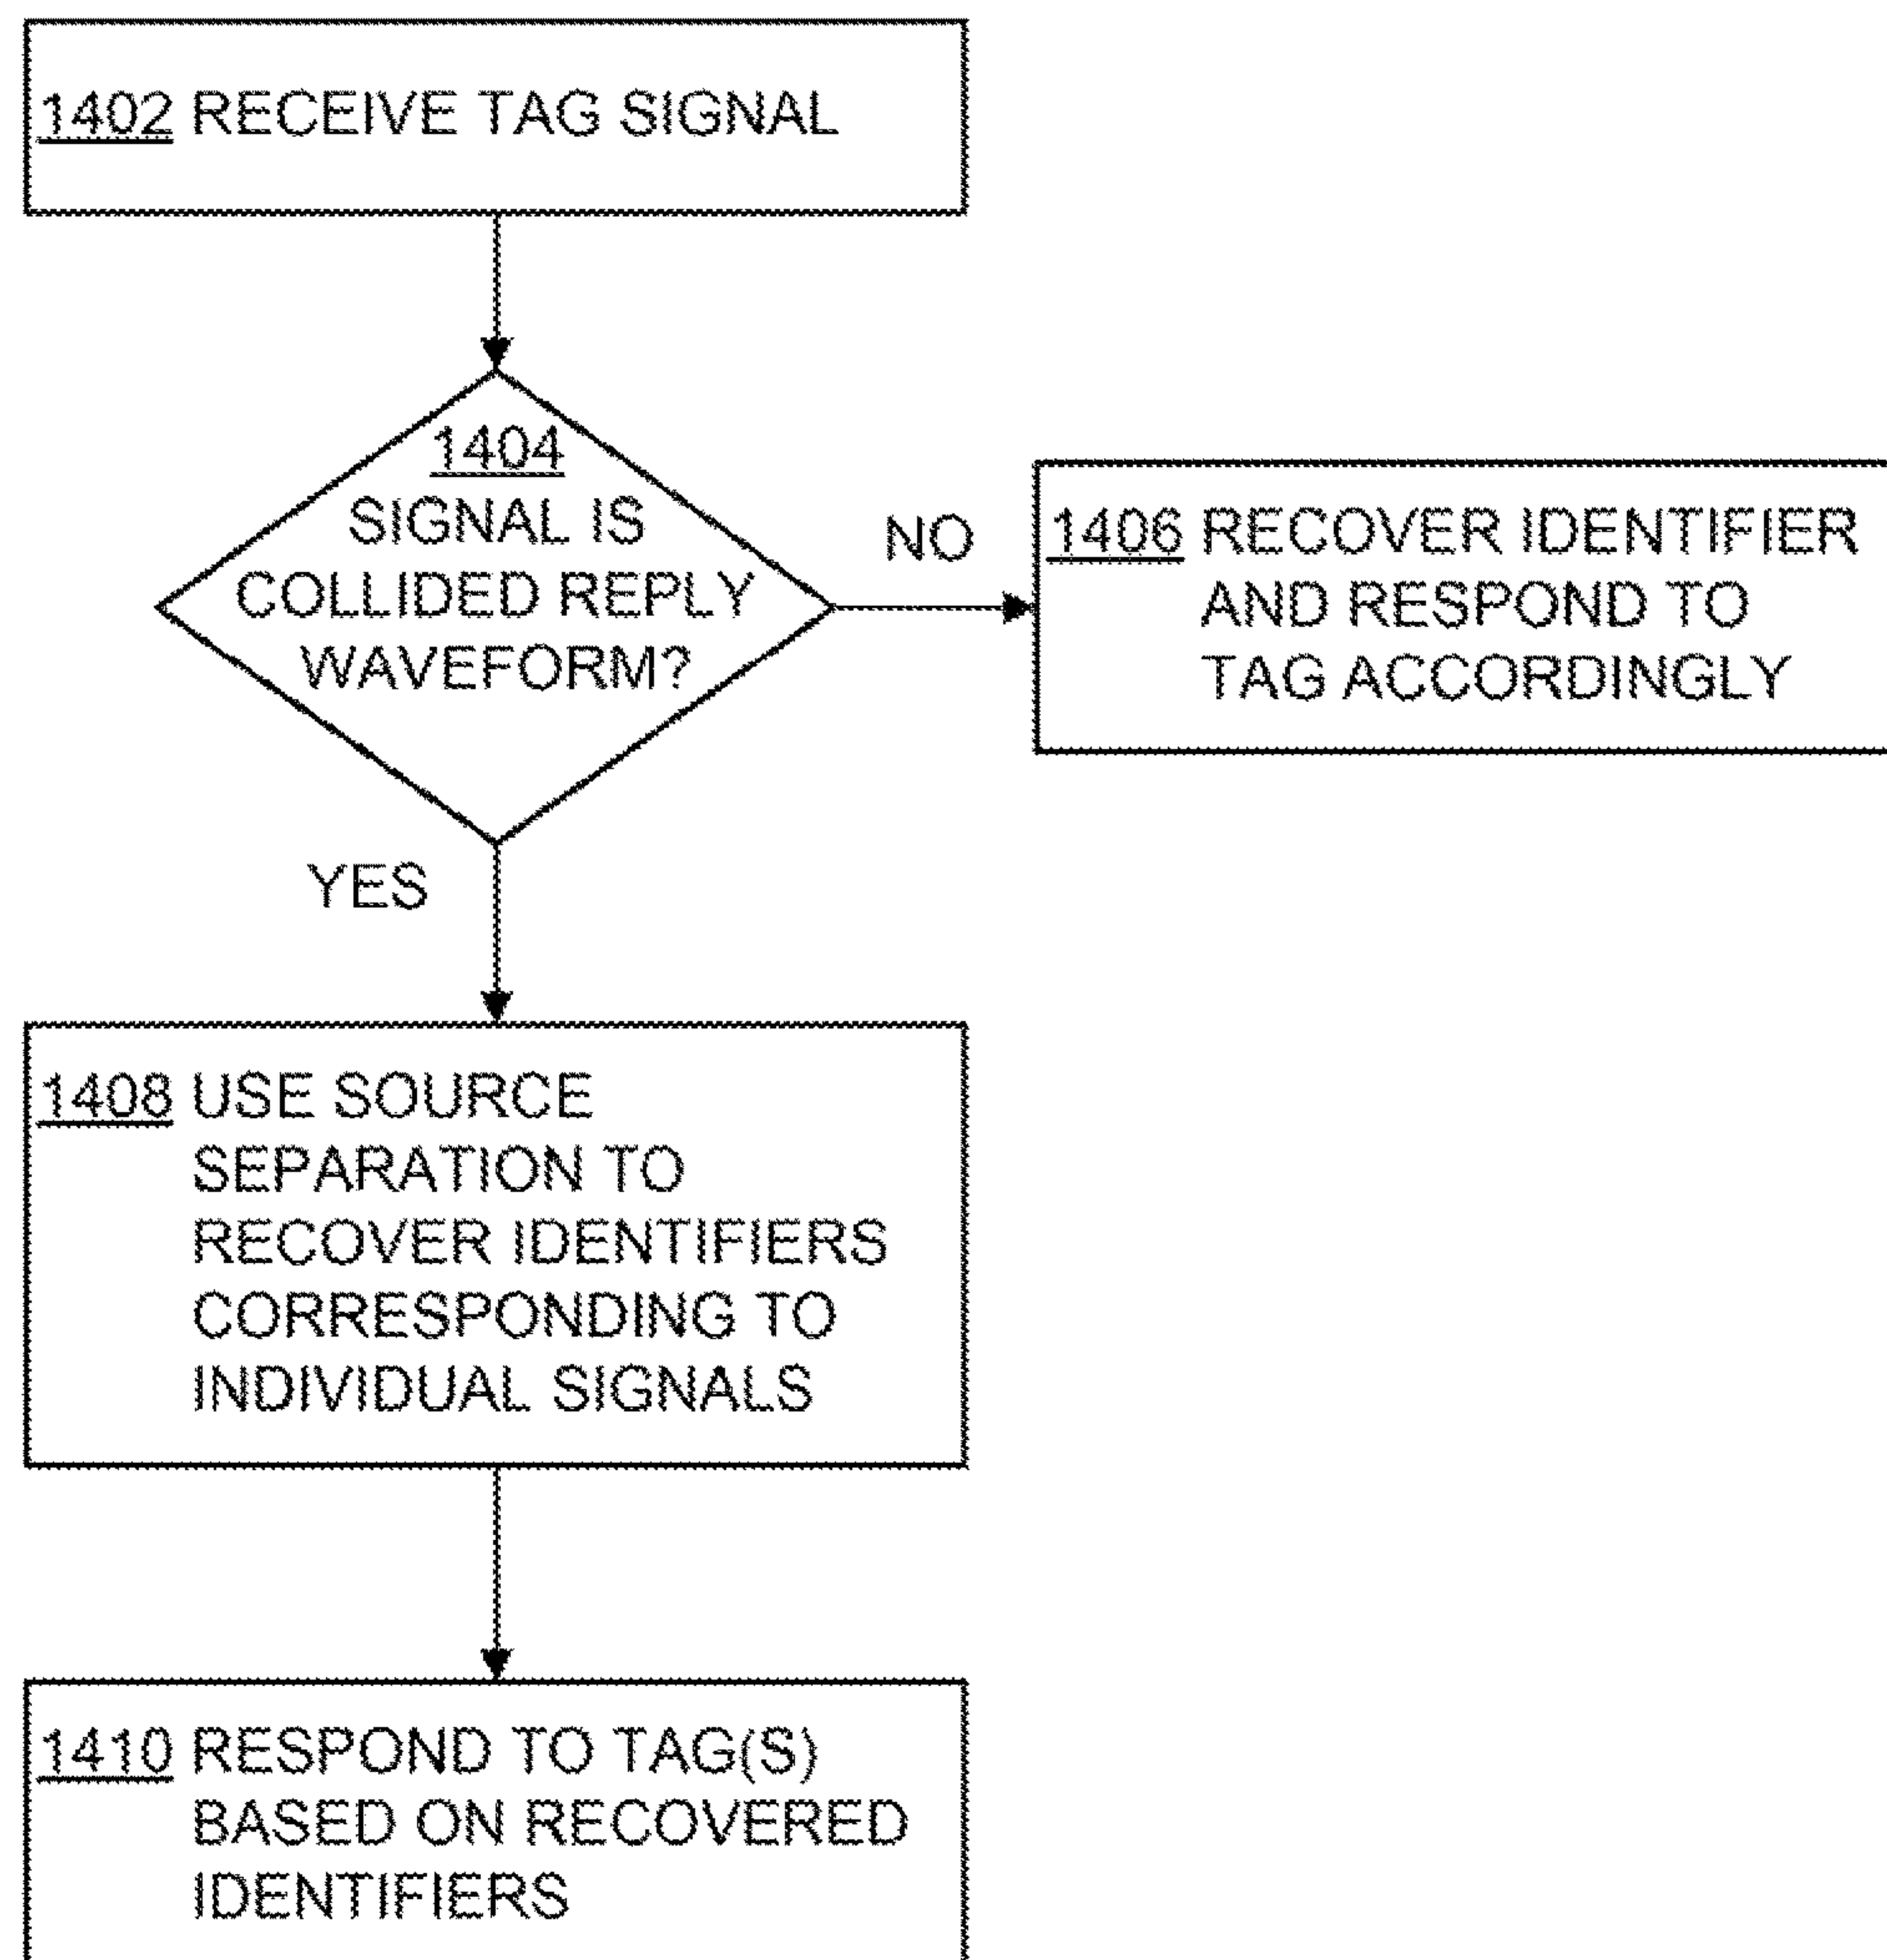 1402 RECEIVE TAG SIGNAL
1404
SIGNAL IS
COLLIDED REPLY
WAVEFORM?
NO
1406 RECOVER IDENTIFIER
AND RESPOND TO
TAG ACCORDINGLY
YES
1408 USE SOURCE
SEPARATION TO
RECOVER IDENTIFIERS
CORRESPONDING TO
INDIVIDUAL SIGNALS
1410 RESPOND TO TAG(S)
BASED ON RECOVERED
IDENTIFIERS